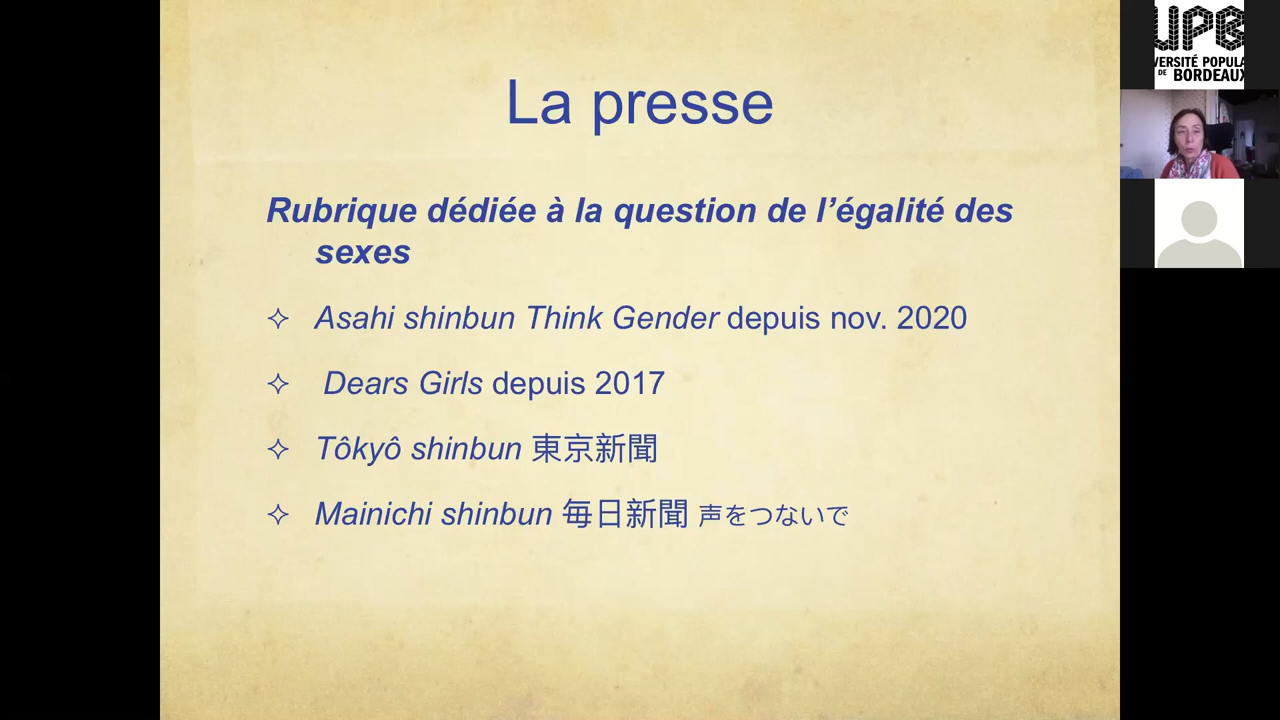 La presse
Rubrique dédiée à la question de l’égalité des
sexes
Asahi shinbun Think Gender depuis nov. 2020
Dears Girls depuis 2017
Tôkyô shinbun 東京新聞
Mainichi shinbun 毎日新聞 声をつないで
UPB
VERSITÉ POPULA
DE BORDEAUX